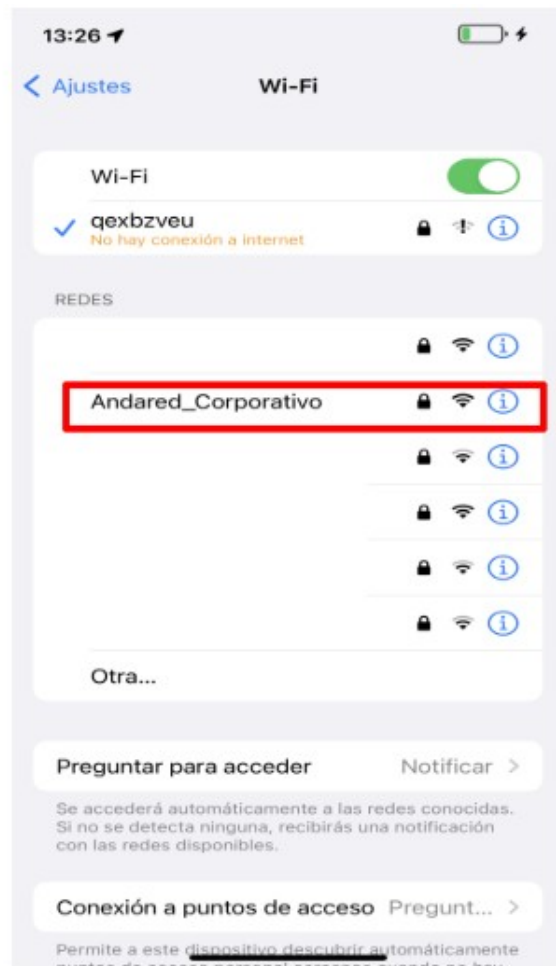 13:26
Ajustes
Wi-Fi
Wi-Fi
qexbzveu
No hay conexión a internet
REDES
Andared_Corporativo
Otra...
Preguntar para acceder Notificar
Se accederá automáticamente a las redes conocidas.
Si no se detecta ninguna, recibirás una notificación
con las redes disponibles.
Conexión a puntos de acceso Pregunt...
Permite a este dispositivo descubrir automáticamente